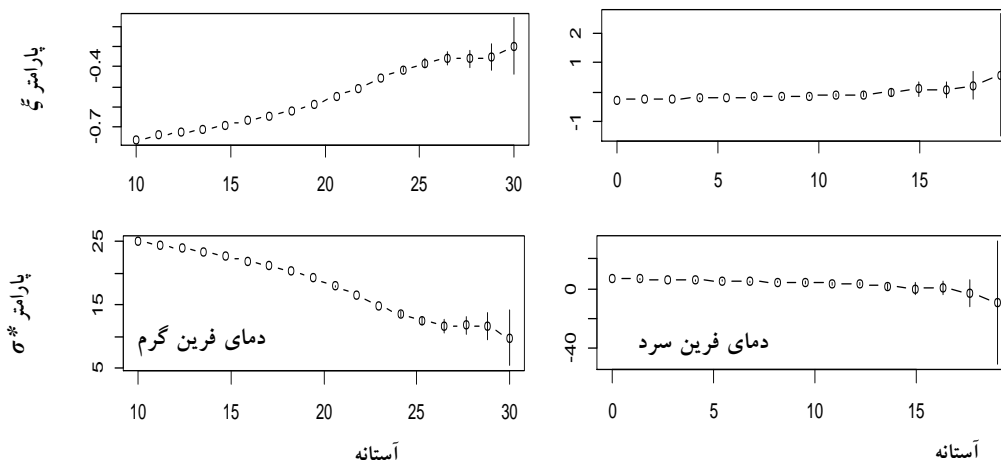 پارامتر ξ
-0.4
-0.7
10 15 20 25 30
2
1
-1
0 5 10 15
پارامتر σ*
25
15
5
دمای فرین گرم
10 15 20 25 30
آستانه
0
-40
دمای فرین سرد
0 5 10 15
آستانه